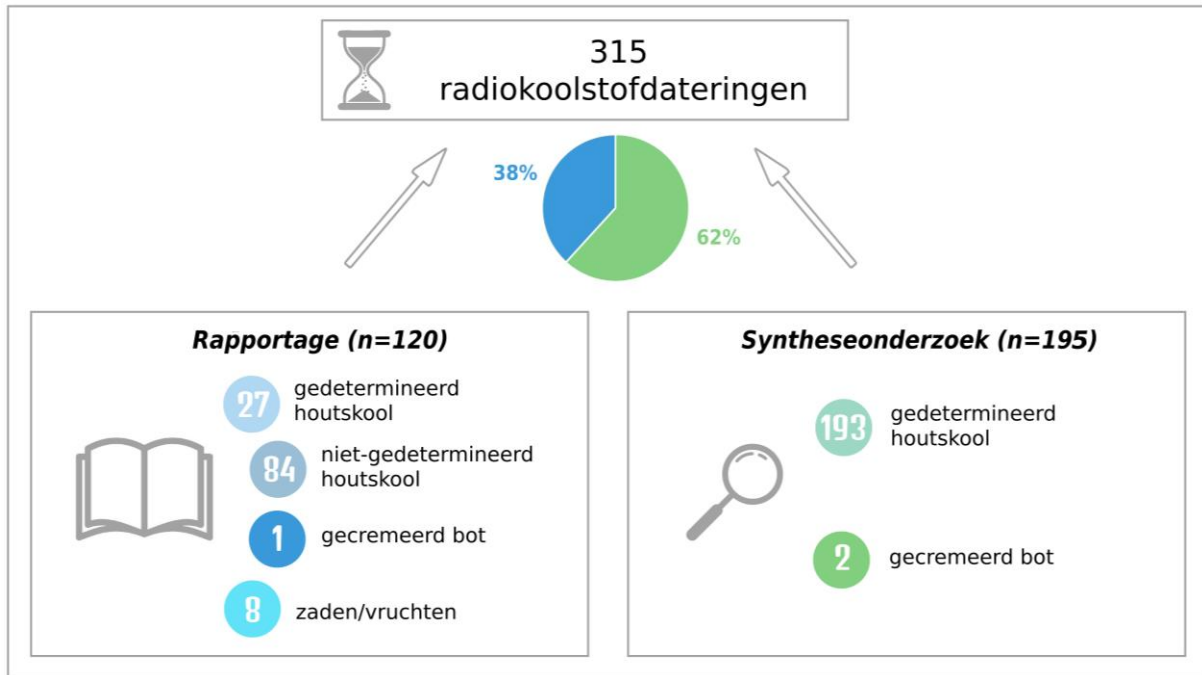 315
radiokoolstofdateringen
38%
62%
Rapportage (n=120)
27
gedetermineerd
houtskool
84
niet-gedetermineerd
houtskool
1
gecremeerd bot
8
zaden/vruchten
Syntheseonderzoek (n=195)
193
gedetermineerd
houtskool
2
gecremeerd bot